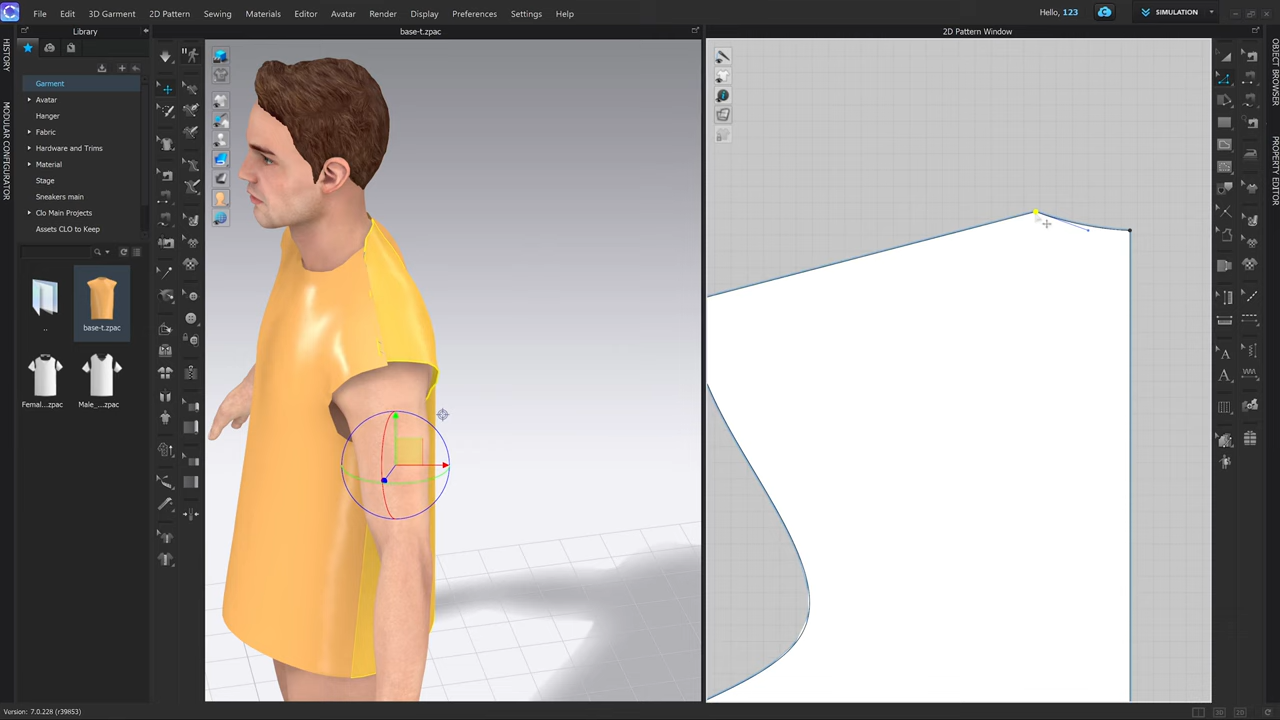 File Edit 3D Garment 2D Pattern Sewing Materials Editor Avatar Render Display Preferences Settings Help
Hello, 123
SIMULATION
Library
base-t.zpac
2D Pattern Window
HISTORY
MODULAR CONFIGURATOR
OBJECT BROWSER
PROPERTY EDITOR
Garment
Avatar
Hanger
Fabric
Hardware and Trims
Material
Stage
Sneakers main
Clo Main Projects
Assets CLO to Keep
..
base-t.zpac
Femal...zpac
Male_...zpac
Version: 7.0.228 (r39853)
3D
2D